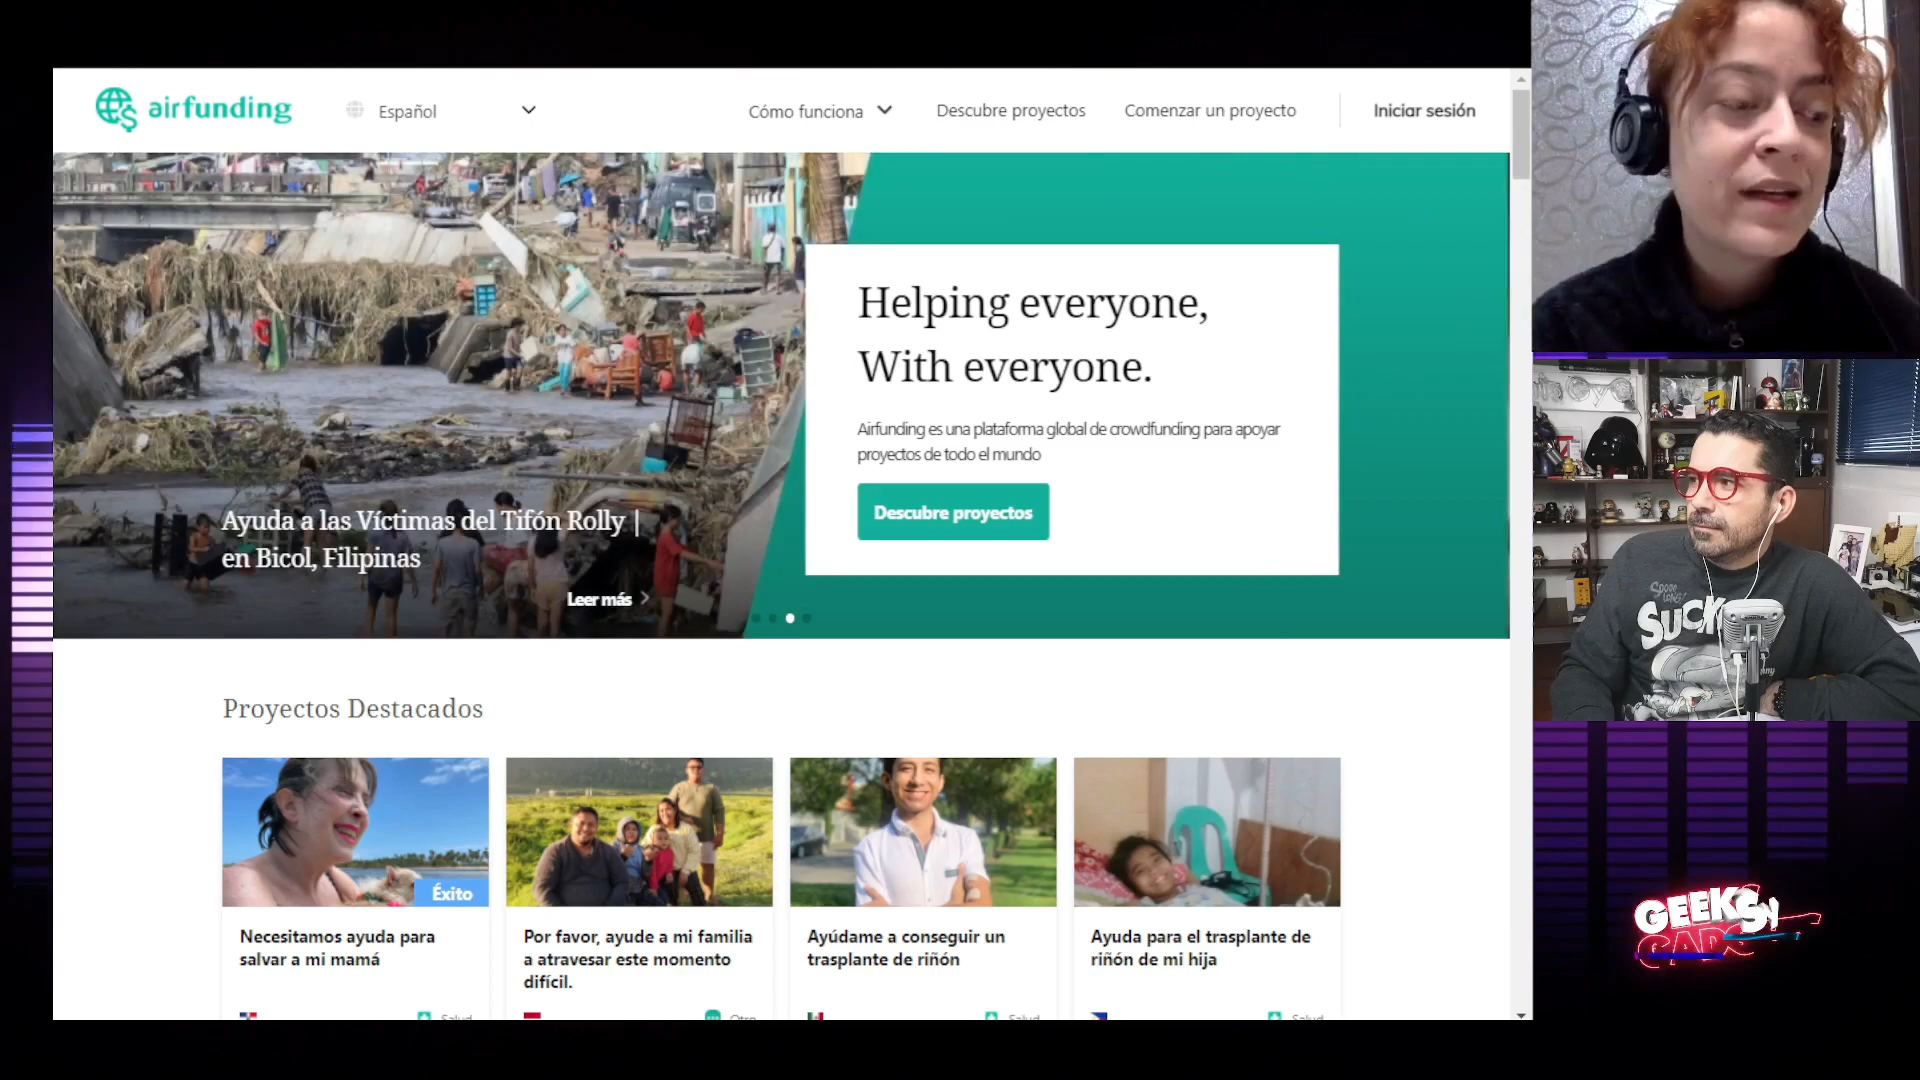 airfunding
Español
Cómo funciona
Descubre proyectos
Comenzar un proyecto
Iniciar sesión
Helping everyone,
With everyone.
Airfunding es una plataforma global de crowdfunding para apoyar
proyectos de todo el mundo
Descubre proyectos
Ayuda a las Víctimas del Tifón Rolly |
en Bicol, Filipinas
Leer más
Proyectos Destacados
Éxito
Necesitamos ayuda para
salvar a mi mamá
Por favor, ayude a mi familia
a atravesar este momento
difícil.
Ayúdame a conseguir un
trasplante de riñón
Ayuda para el trasplante de
riñón de mi hija
Salud
Otro
Salud
Salud
GEEKS